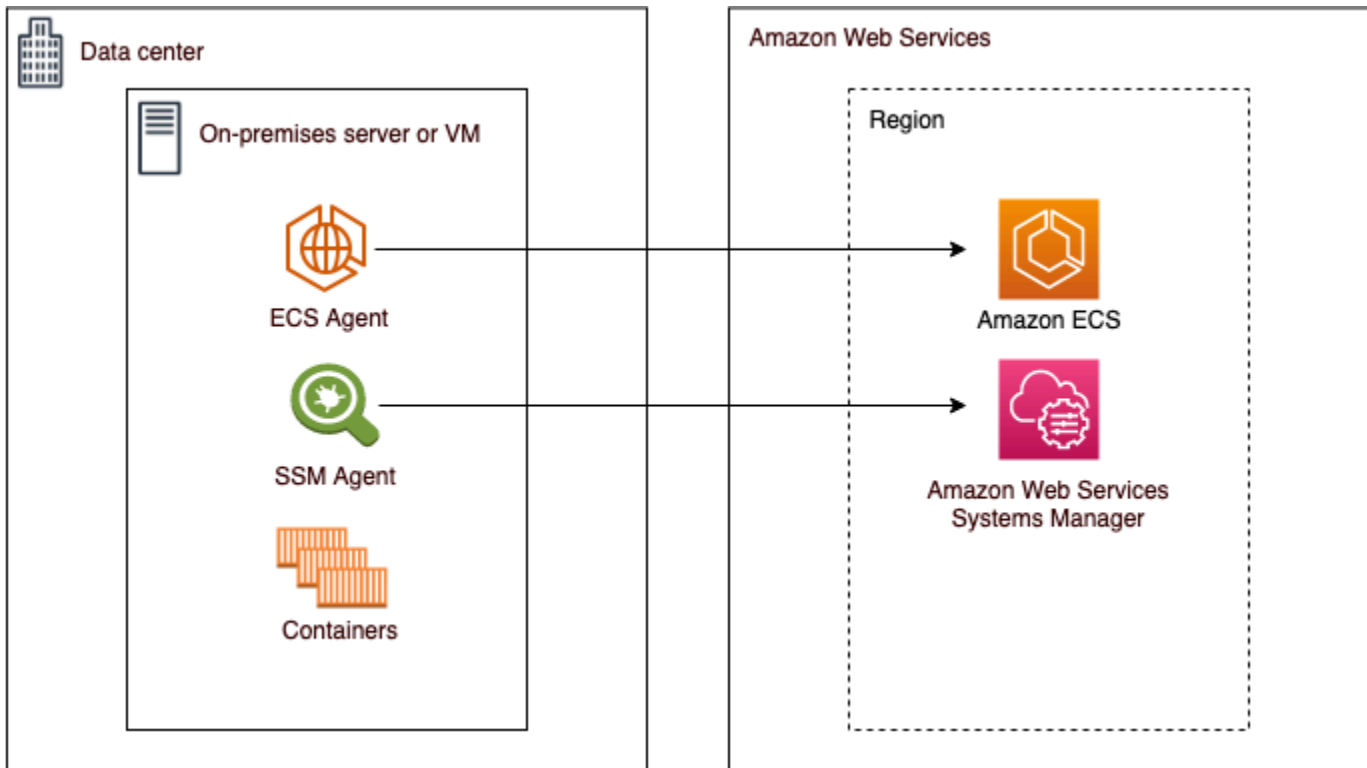 Data center
On-premises server or VM
ECS Agent
SSM Agent
Containers
Amazon Web Services
Region
Amazon ECS
Amazon Web Services
Systems Manager